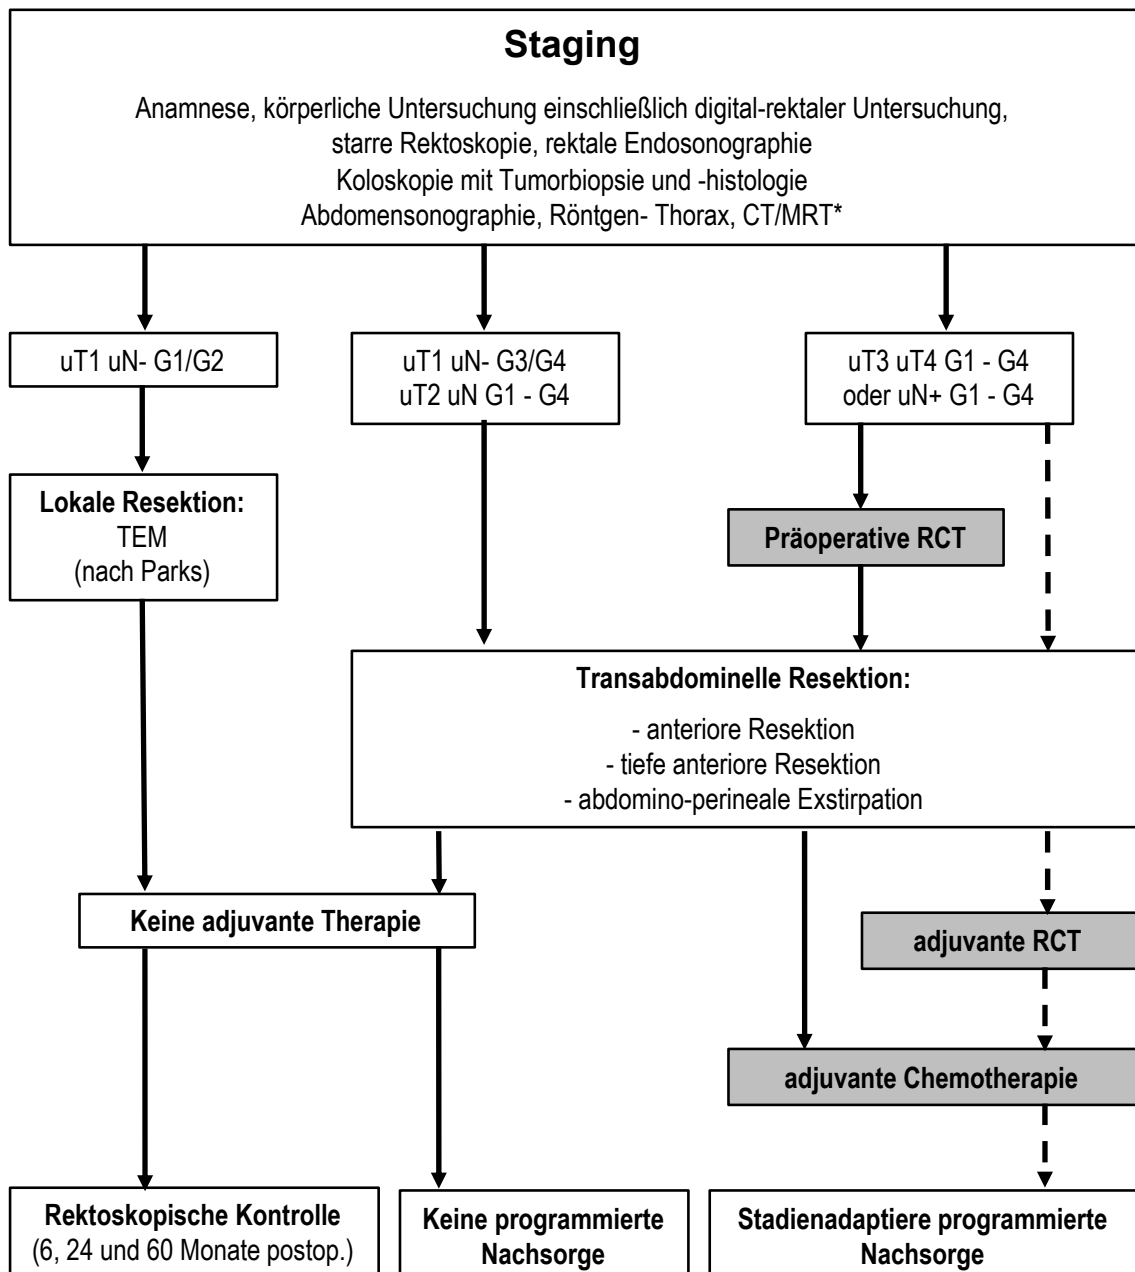 Staging
Anamnese, körperliche Untersuchung einschließlich digital-rektaler Untersuchung,
starre Rektoskopie, rektale Endosonographie
Koloskopie mit Tumorbiopsie und -histologie
Abdomensonographie, Röntgen- Thorax, CT/MRT*
uT1 uN- G1/G2
uT1 uN- G3/G4
uT2 uN G1 - G4
uT3 uT4 G1 - G4
oder uN+ G1 - G4
Lokale Resektion:
TEM
(nach Parks)
Präoperative RCT
Transabdominelle Resektion:
- anteriore Resektion
- tiefe anteriore Resektion
- abdomino-perineale Exstirpation
Keine adjuvante Therapie
adjuvante RCT
adjuvante Chemotherapie
Rektoskopische Kontrolle
(6, 24 und 60 Monate postop.)
Keine programmierte
Nachsorge
Stadienadaptiere programmierte
Nachsorge